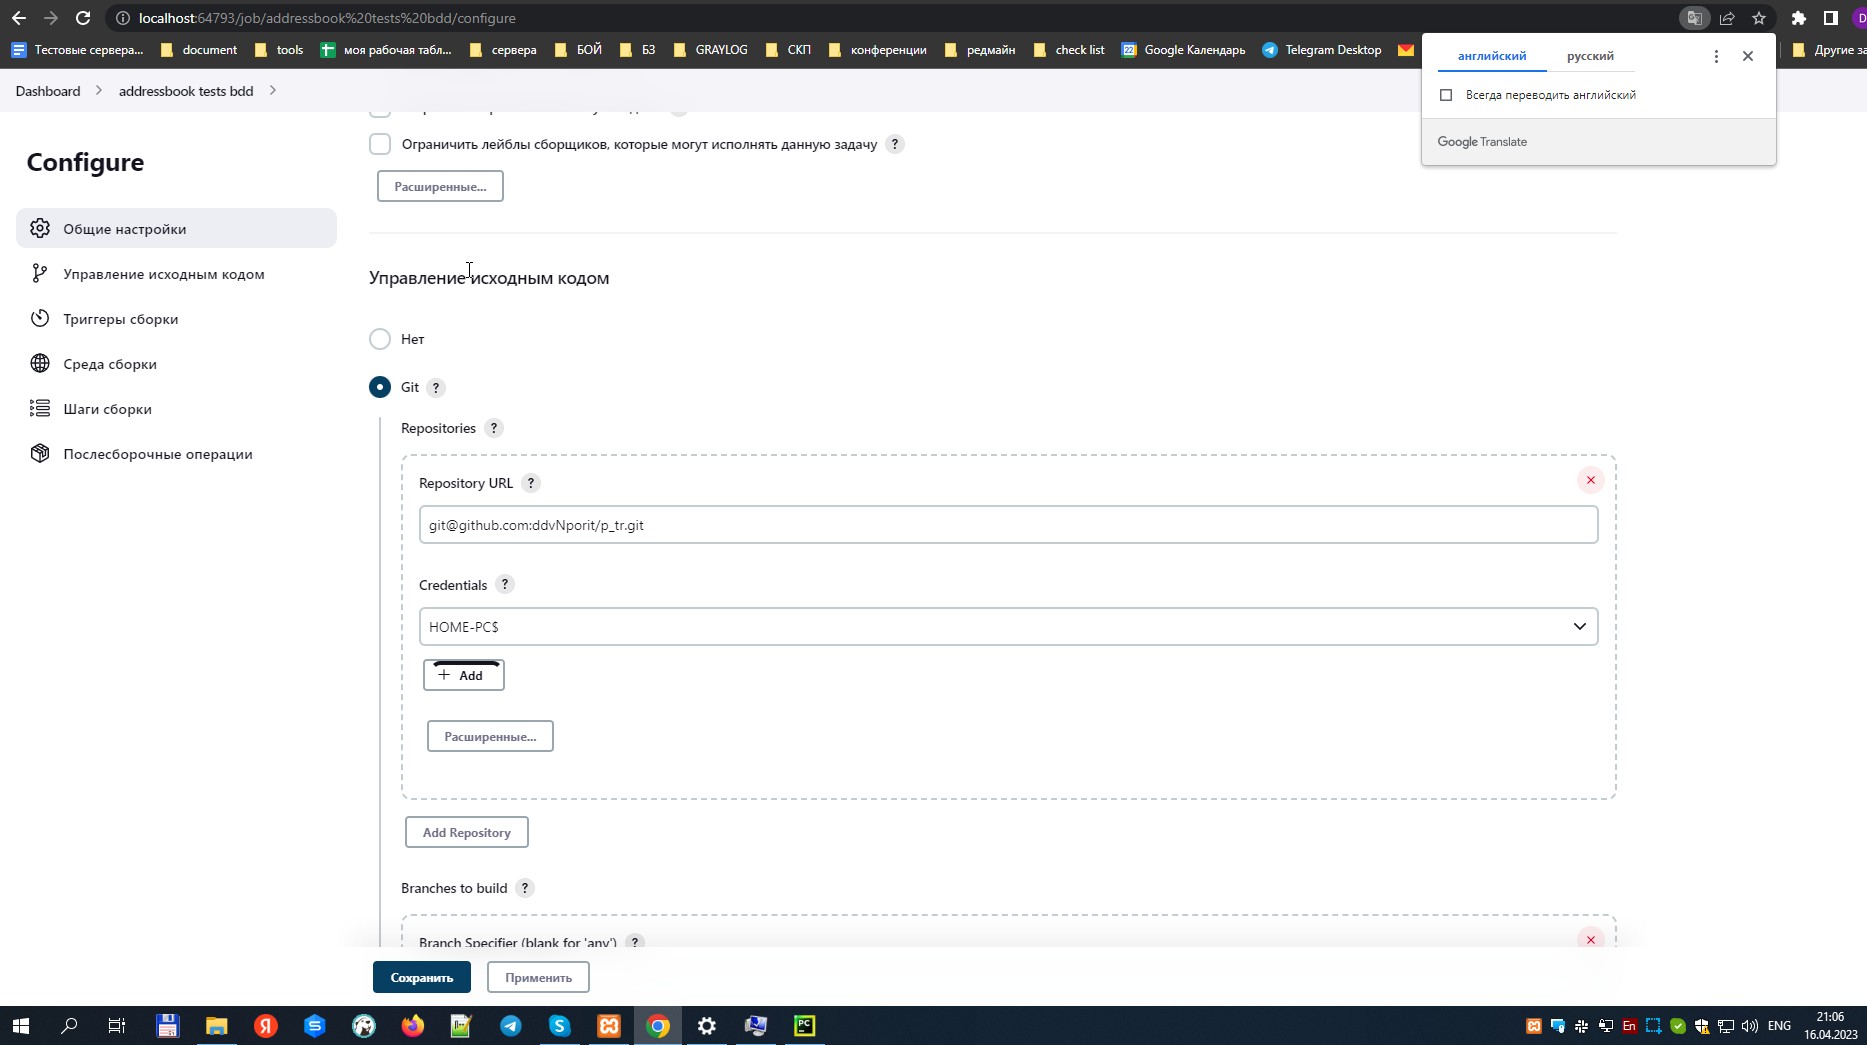 localhost:64793/job/addressbook%20tests%20bdd/configure
D
Тестовые сервера...
document
tools
моя рабочая табл...
сервера
БОЙ
БЗ
GRAYLOG
СКП
конференции
редмайн
check list
Google Календарь
Telegram Desktop
Другие за
английский
русский
Всегда переводить английский
Google Translate
Dashboard
addressbook tests bdd
Configure
Общие настройки
Управление исходным кодом
Триггеры сборки
Среда сборки
Шаги сборки
Послесборочные операции
Ограничить лейблы сборщиков, которые могут исполнять данную задачу ?
Расширенные...
Управление исходным кодом
Нет
Git ?
Repositories ?
Repository URL ?
git@github.com:ddvNporit/p_tr.git
Credentials ?
HOME-PC$
+ Add
Расширенные...
Add Repository
Branches to build ?
Branch Specifier (blank for 'any') ?
Сохранить
Применить
En
ENG
21:06
16.04.2023